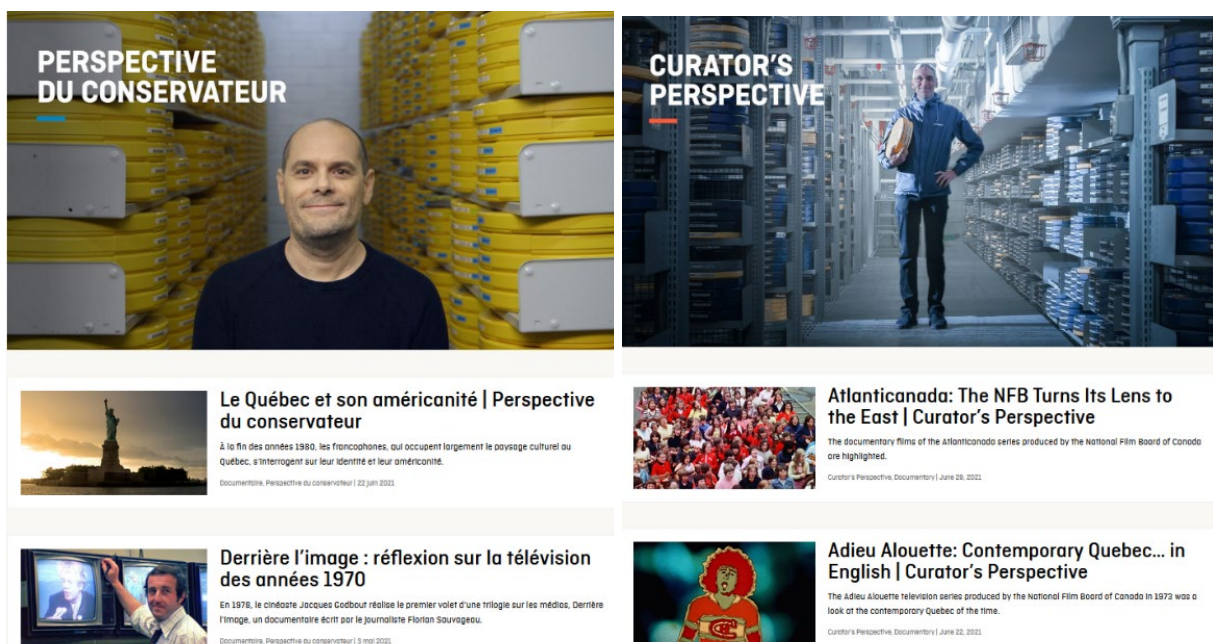 PERSPECTIVE
DU CONSERVATEUR
Le Québec et son américanité | Perspective
du conservateur
À la fin des années 1980, les francophones, qui occupent largement le paysage culturel au
Québec, s'interrogent sur leur identité et leur américanité.
Documentaire, Perspective du conservateur | 22 juin 2021
Derrière l'image : réflexion sur la télévision
des années 1970
En 1978, le cinéaste Jacques Godbout réalise le premier volet d'une trilogie sur les médias, Derrière
l'image, un documentaire écrit par le journaliste Florian Sauvageau.
Documentaire, Perspective du conservateur | 3 mai 2021
CURATOR'S
PERSPECTIVE
Atlanticanada: The NFB Turns Its Lens to
the East | Curator's Perspective
The documentary films of the Atlanticanada series produced by the National Film Board of Canada
are highlighted.
Curator's Perspective, Documentary | June 29, 2021
Adieu Alouette: Contemporary Quebec... in
English | Curator's Perspective
The Adieu Alouette television series produced by the National Film Board of Canada in 1973 was a
look at the contemporary Quebec of the time.
Curator's Perspective, Documentary | June 22, 2021